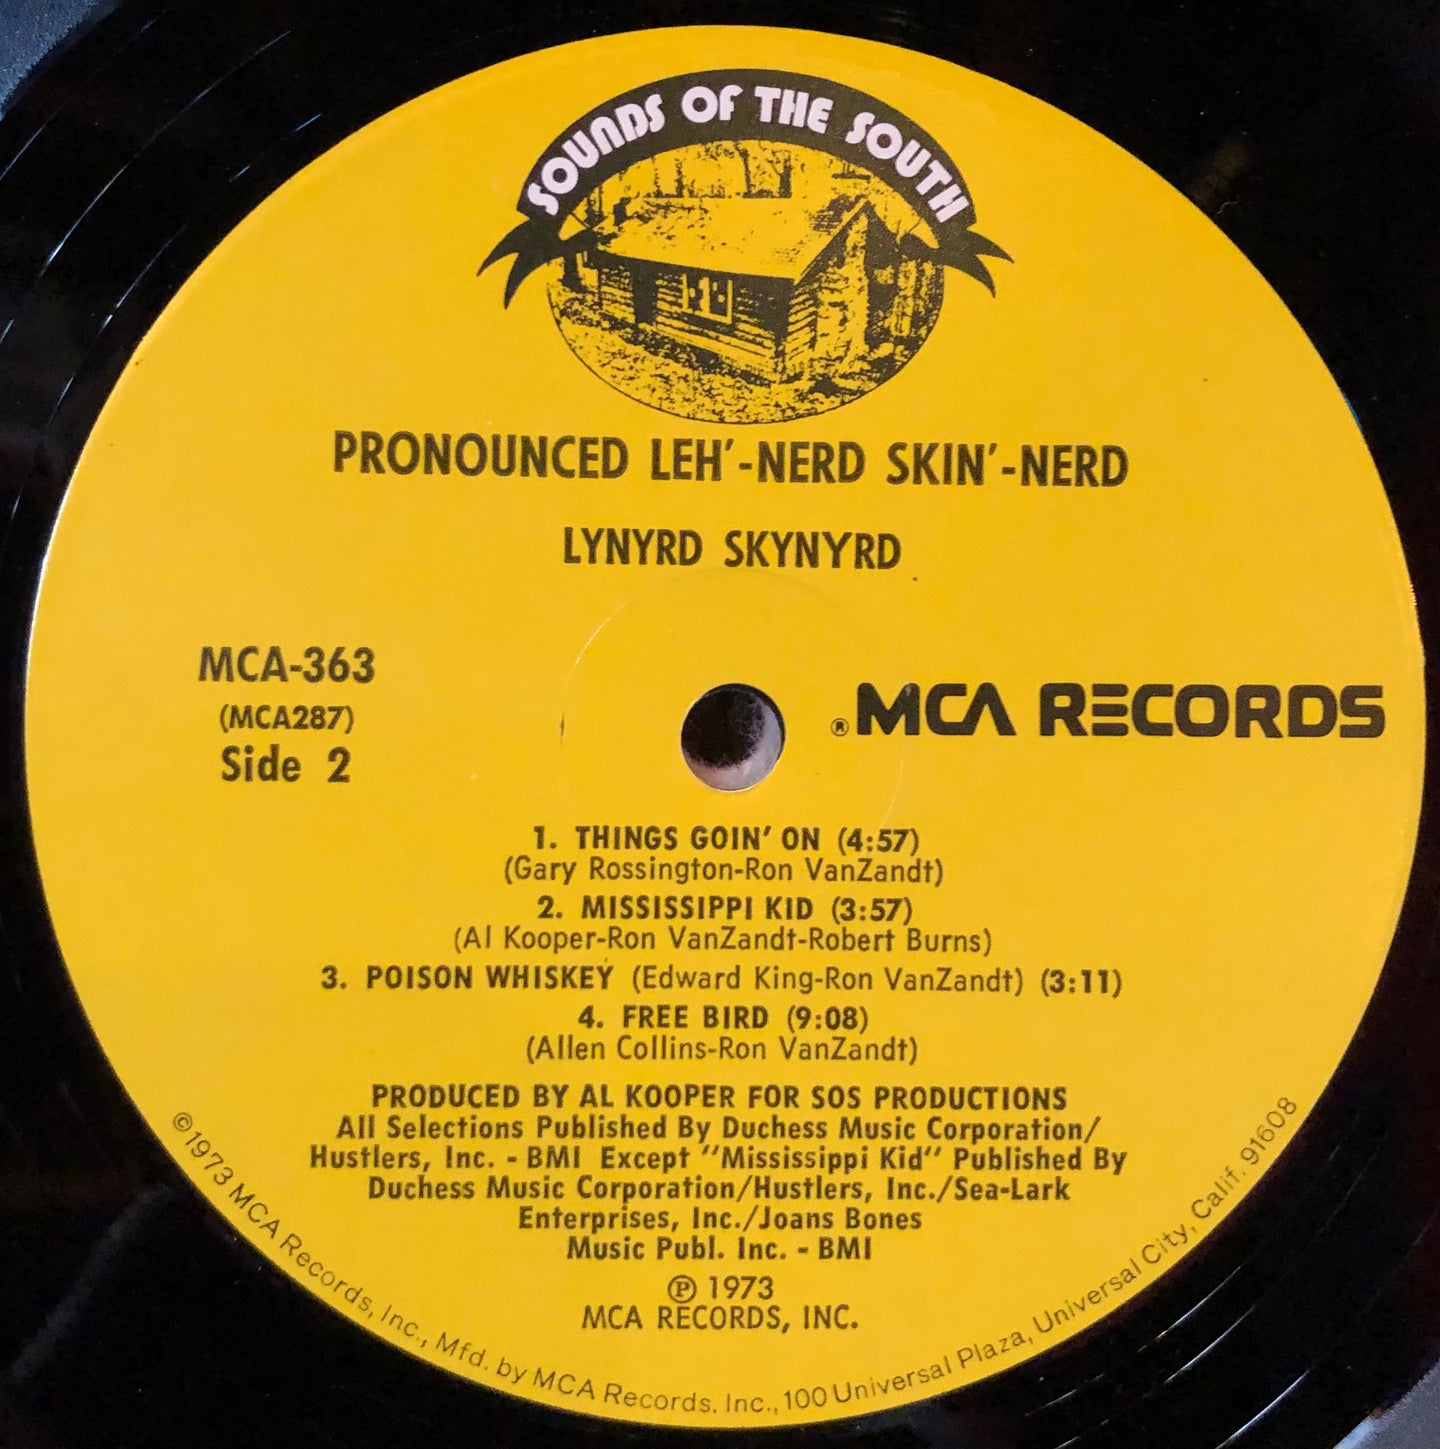 SOUNDS OF THE SOUTH
PRONOUNCED LEH'-NERD SKIN'-NERD
LYNYRD SKYNYRD
MCA-363
(MCA287)
Side 2
® MCA RECORDS
1. THINGS GOIN' ON (4:57)
(Gary Rossington-Ron VanZandt)
2. MISSISSIPPI KID (3:57)
(Al Kooper-Ron VanZandt-Robert Burns)
3. POISON WHISKEY (Edward King-Ron VanZandt) (3:11)
4. FREE BIRD (9:08)
(Allen Collins-Ron VanZandt)
PRODUCED BY AL KOOPER FOR SOS PRODUCTIONS
All Selections Published By Duchess Music Corporation/
Hustlers, Inc. - BMI Except "Mississippi Kid" Published By
Duchess Music Corporation/Hustlers, Inc./Sea-Lark
Enterprises, Inc./Joans Bones
Music Publ. Inc. - BMI
℗ 1973
MCA RECORDS, INC.
©1973 MCA Records, Inc., Mfd. by MCA Records, Inc., 100 Universal Plaza, Universal City, Calif. 91608